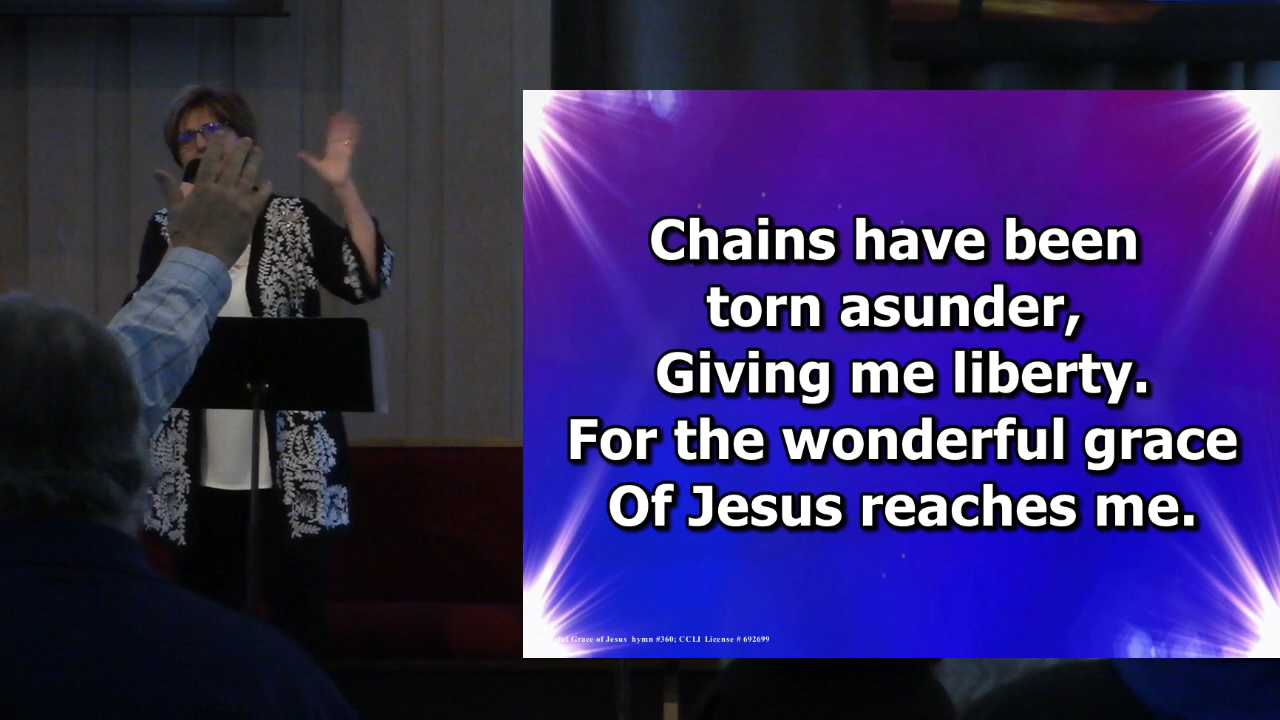 Chains have been
torn asunder,
Giving me liberty.
For the wonderful grace
Of Jesus reaches me.
Grace of Jesus hymn #360; CCLI License # 692699